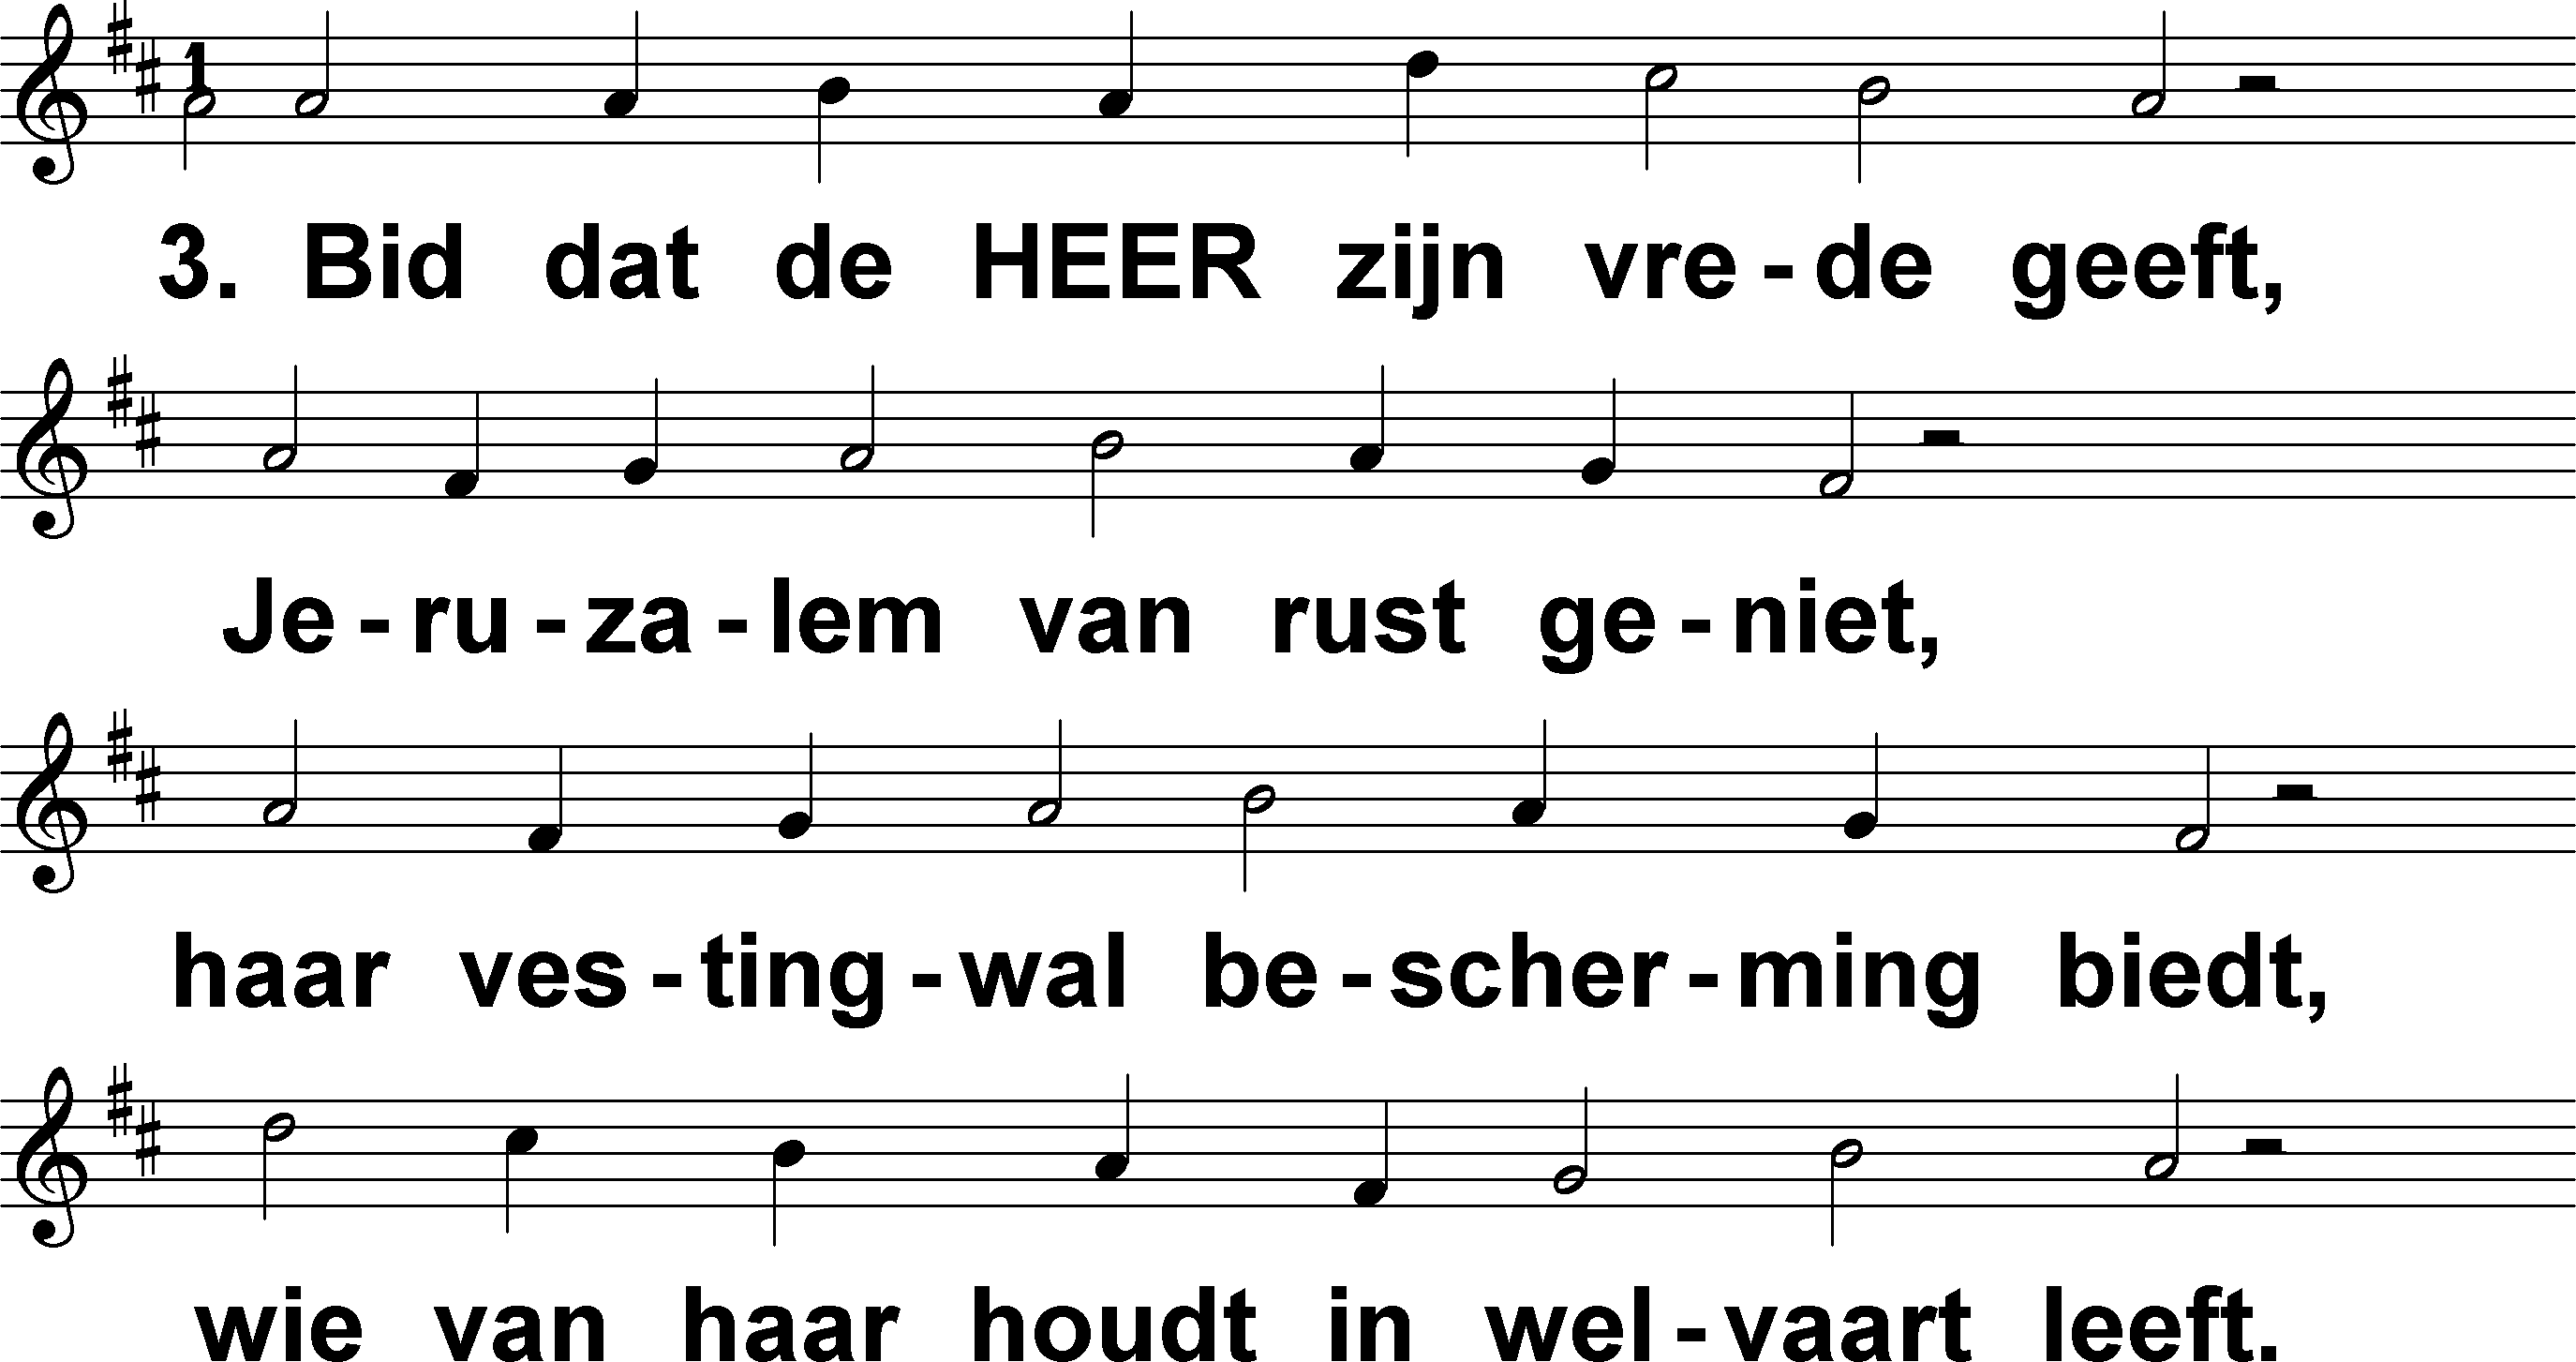 1
3. Bid dat de HEER zijn vre-de geeft,
Je-ru-za-lem van rust ge-niet,
haar ves-ting-wal be-scher-ming biedt,
wie van haar houdt in wel-vaart leeft.